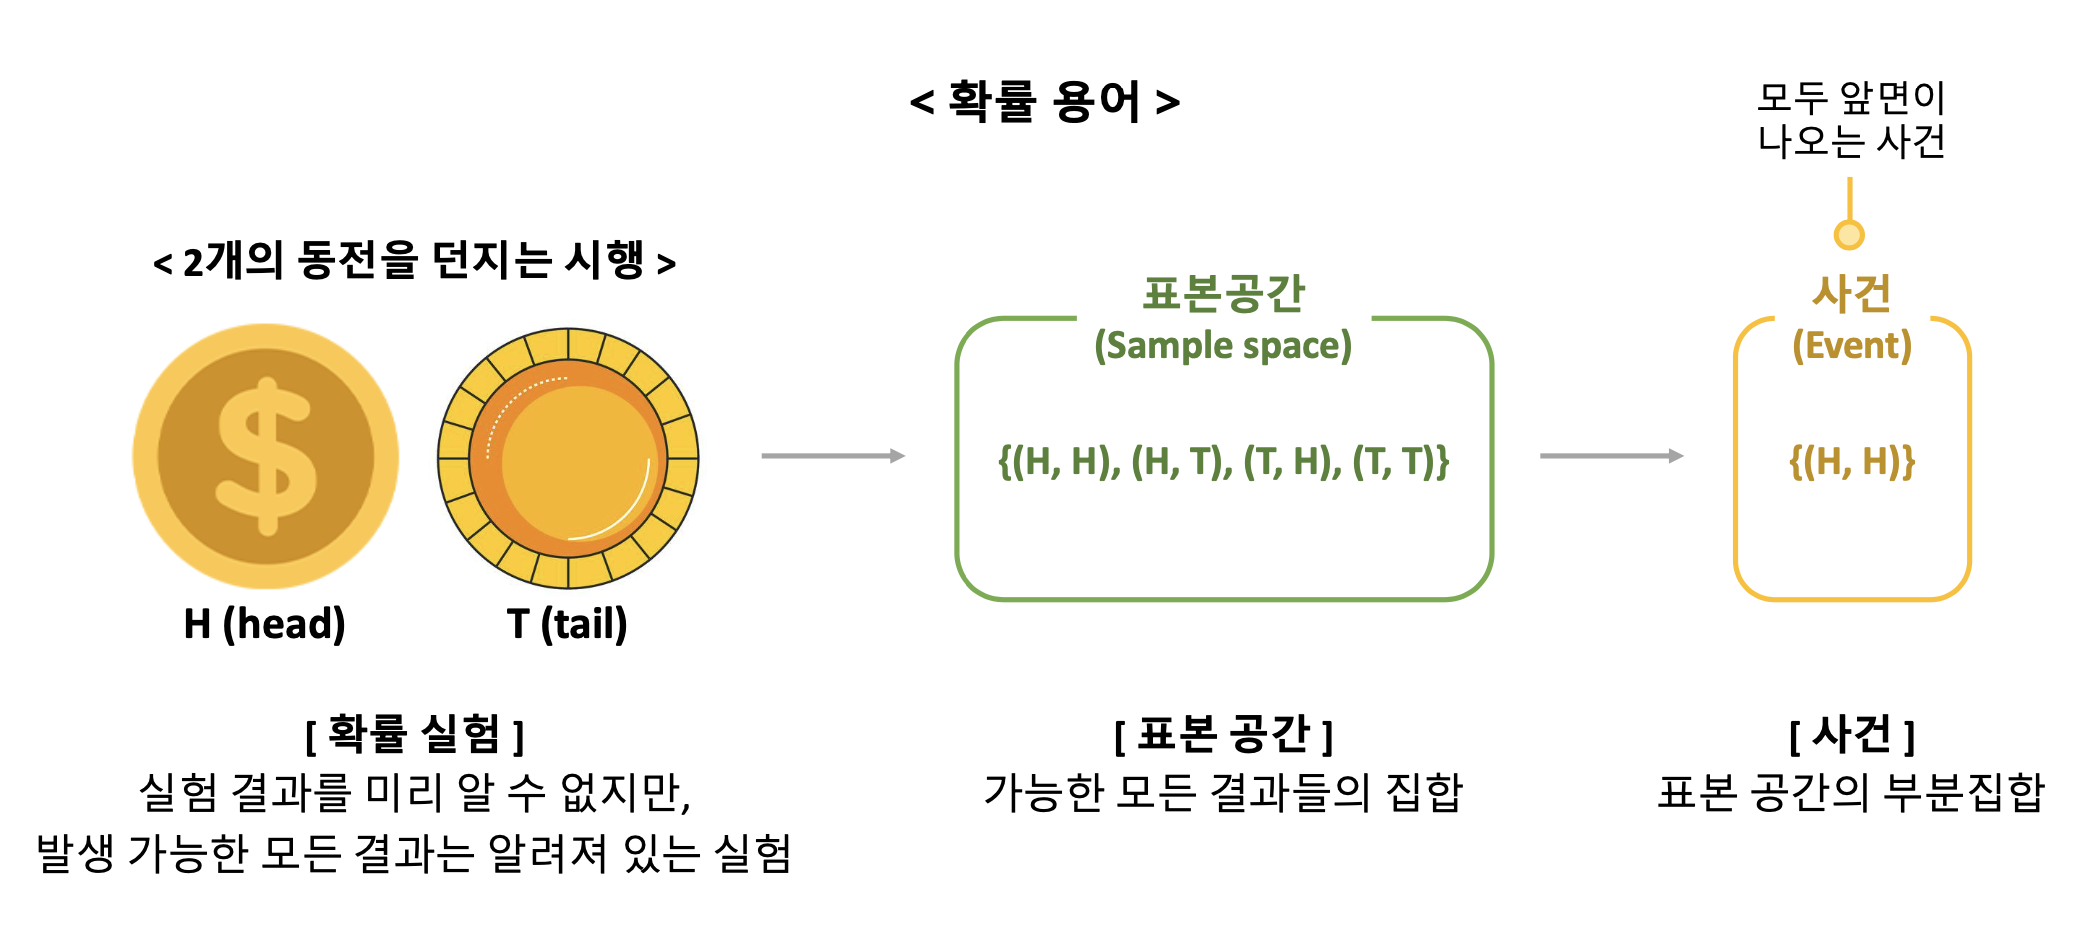 < 확률 용어 >
모두 앞면이
나오는 사건
< 2개의 동전을 던지는 시행 >
H (head)
T (tail)
표본공간
(Sample space)
{(H, H), (H, T), (T, H), (T, T)}
사건
(Event)
{(H, H)}
[ 확률 실험 ]
실험 결과를 미리 알 수 없지만,
발생 가능한 모든 결과는 알려져 있는 실험
[ 표본 공간 ]
가능한 모든 결과들의 집합
[ 사건 ]
표본 공간의 부분집합